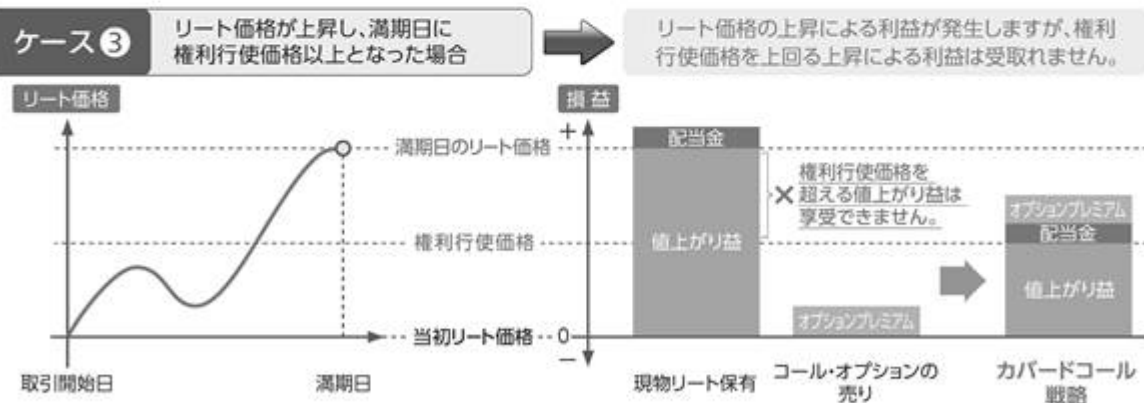 ケース❸
リート価格が上昇し、満期日に
権利行使価格以上となった場合
リート価格の上昇による利益が発生しますが、権利
行使価格を上回る上昇による利益は受取れません。
リート価格
満期日のリート価格
権利行使価格
当初リート価格
取引開始日
満期日
損益
+
0
−
配当金
値上がり益
× 権利行使価格を
超える値上がり益は
享受できません。
オプションプレミアム
オプションプレミアム
配当金
値上がり益
現物リート保有
コール・オプションの
売り
カバードコール
戦略